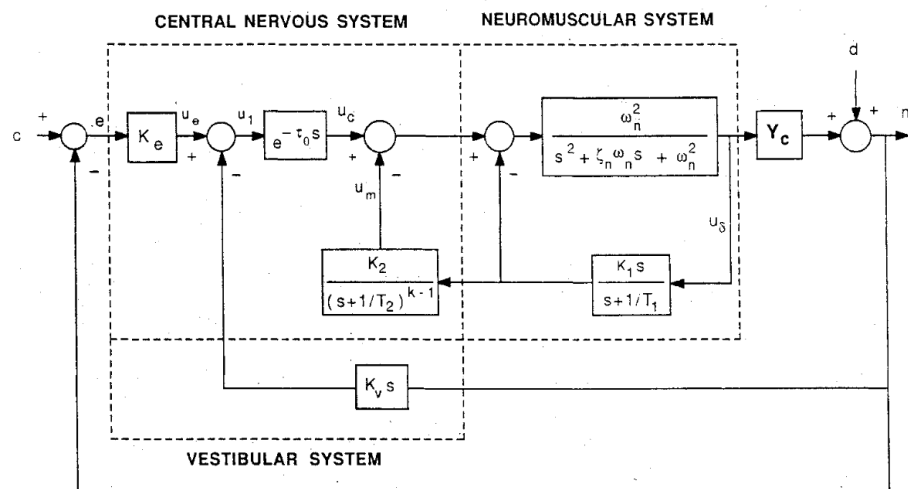 CENTRAL NERVOUS SYSTEM
NEUROMUSCULAR SYSTEM
d
c + e u_e u_1 u_c + + n
K_e
e^{-τ_0 s}
ω_n^2
s^2 + ζ_n ω_n s + ω_n^2
Y_c
- + - + - + -
u_m
u_δ
K_2
(s+1/T_2)^{k-1}
K_1 s
s+1/T_1
K_v s
VESTIBULAR SYSTEM